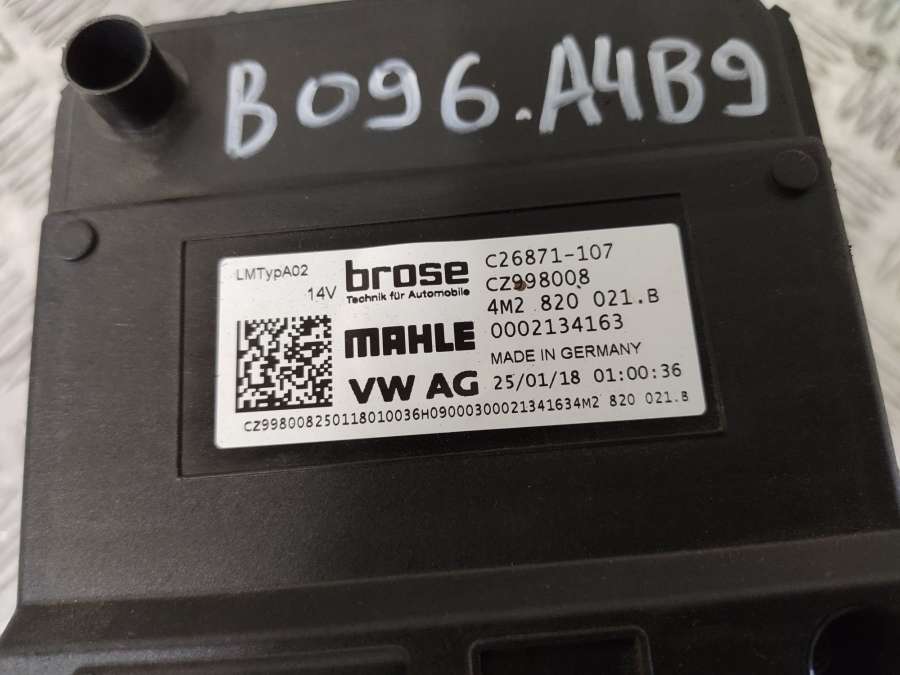 B096.A4B9
LMTypA02
14V
brose
Technik für Automobile
MAHLE
VW AG
C26871-107
CZ998008
4M2 820 021.B
0002134163
MADE IN GERMANY
25/01/18 01:00:36
CZ998008250118010036H09000300021341634M2 820 021.B